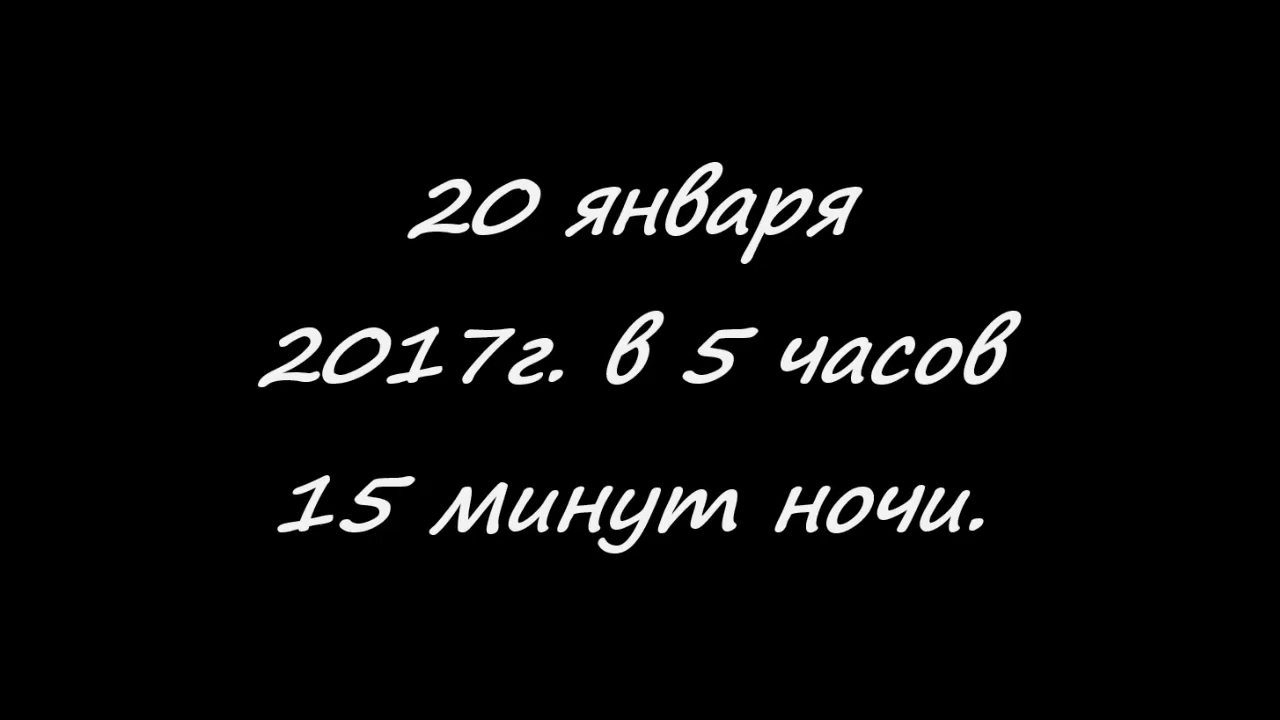 20 января
2017г. в 5 часов
15 минут ночи.